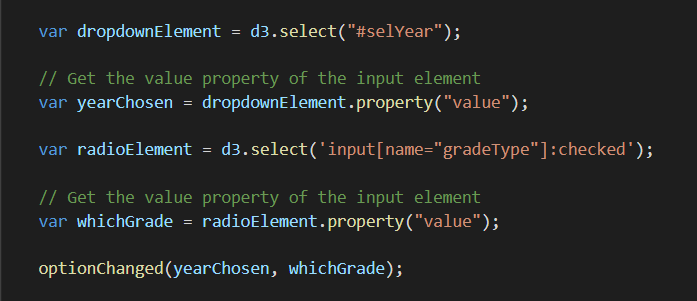 var dropdownElement = d3.select("#selYear");
// Get the value property of the input element
var yearChosen = dropdownElement.property("value");
var radioElement = d3.select('input[name="gradeType"]:checked');
// Get the value property of the input element
var whichGrade = radioElement.property("value");
optionChanged(yearChosen, whichGrade);